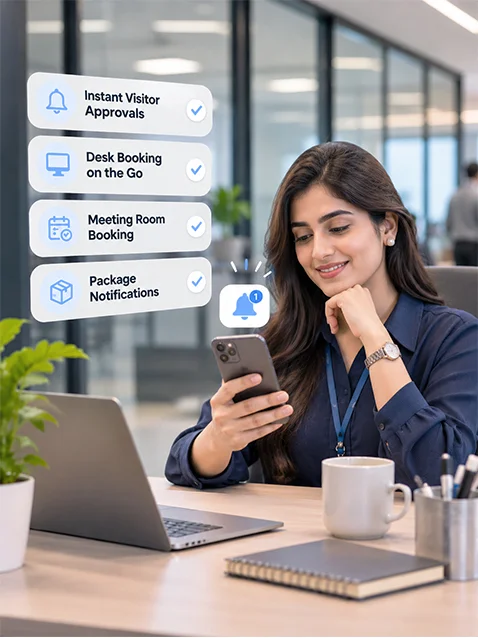 Instant Visitor
Approvals
Desk Booking
on the Go
Meeting Room
Booking
Package
Notifications
1